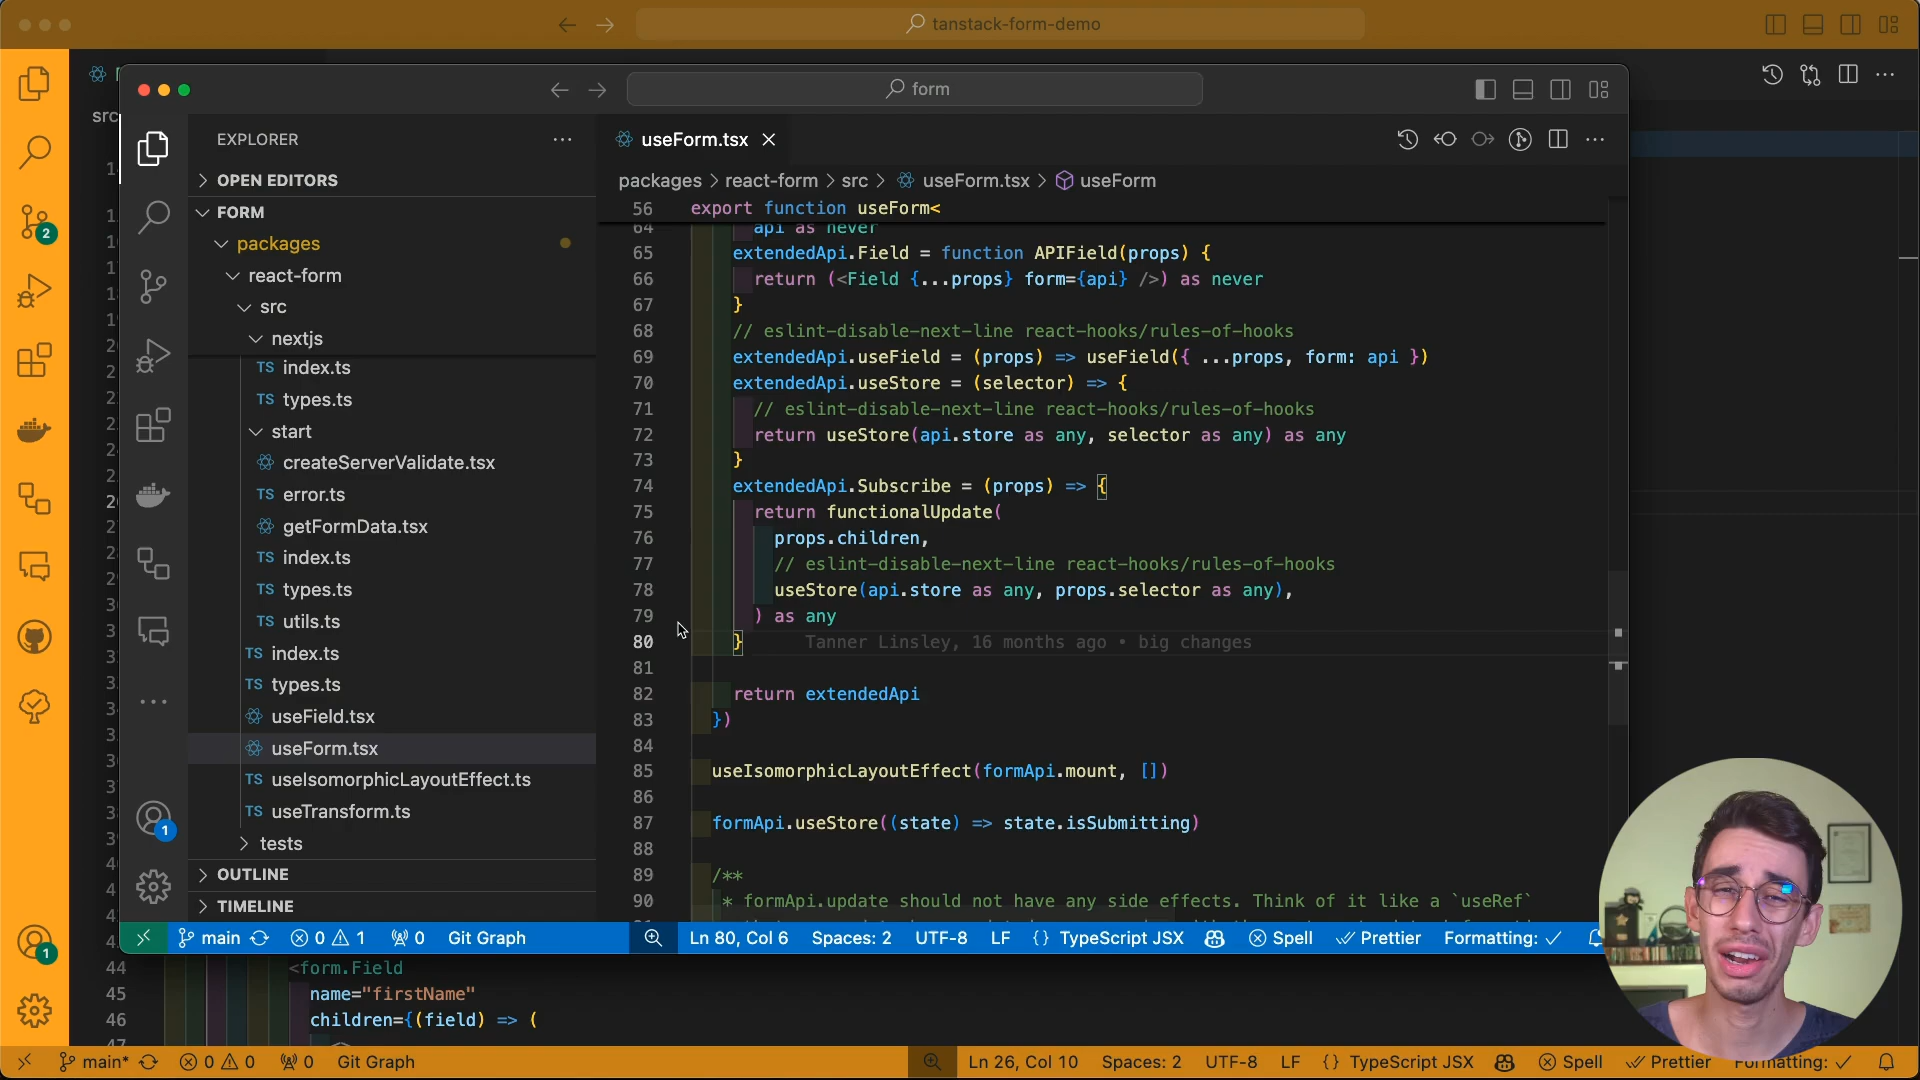 tanstack-form-demo
form
EXPLORER
OPEN EDITORS
FORM
packages
react-form
src
nextjs
TS index.ts
TS types.ts
start
createServerValidate.tsx
TS error.ts
getFormData.tsx
TS index.ts
TS types.ts
TS utils.ts
TS index.ts
TS types.ts
useField.tsx
useForm.tsx
TS useIsomorphicLayoutEffect.ts
TS useTransform.ts
tests
OUTLINE
TIMELINE
2
1
1
src
useForm.tsx
packages > react-form > src > useForm.tsx > useForm
56 export function useForm<
64 api as never
65 extendedApi.Field = function APIField(props) {
66 return (<Field {...props} form={api} />) as never
67 }
68 // eslint-disable-next-line react-hooks/rules-of-hooks
69 extendedApi.useField = (props) => useField({ ...props, form: api })
70 extendedApi.useStore = (selector) => {
71 // eslint-disable-next-line react-hooks/rules-of-hooks
72 return useStore(api.store as any, selector as any) as any
73 }
74 extendedApi.Subscribe = (props) => {
75 return functionalUpdate(
76 props.children,
77 // eslint-disable-next-line react-hooks/rules-of-hooks
78 useStore(api.store as any, props.selector as any),
79 ) as any
80 } Tanner Linsley, 16 months ago • big changes
81
82 return extendedApi
83 })
84
85 useIsomorphicLayoutEffect(formApi.mount, [])
86
87 formApi.useStore((state) => state.isSubmitting)
88
89 /**
90 * formApi.update should not have any side effects. Think of it like a `useRef`
main 0 1 0 Git Graph Ln 80, Col 6 Spaces: 2 UTF-8 LF {} TypeScript JSX Spell Prettier Formatting: ✓
44 <form.Field
45 name="firstName"
46 children={(field) => (
main* 0 0 0 Git Graph Ln 26, Col 10 Spaces: 2 UTF-8 LF {} TypeScript JSX Spell Prettier Formatting: ✓